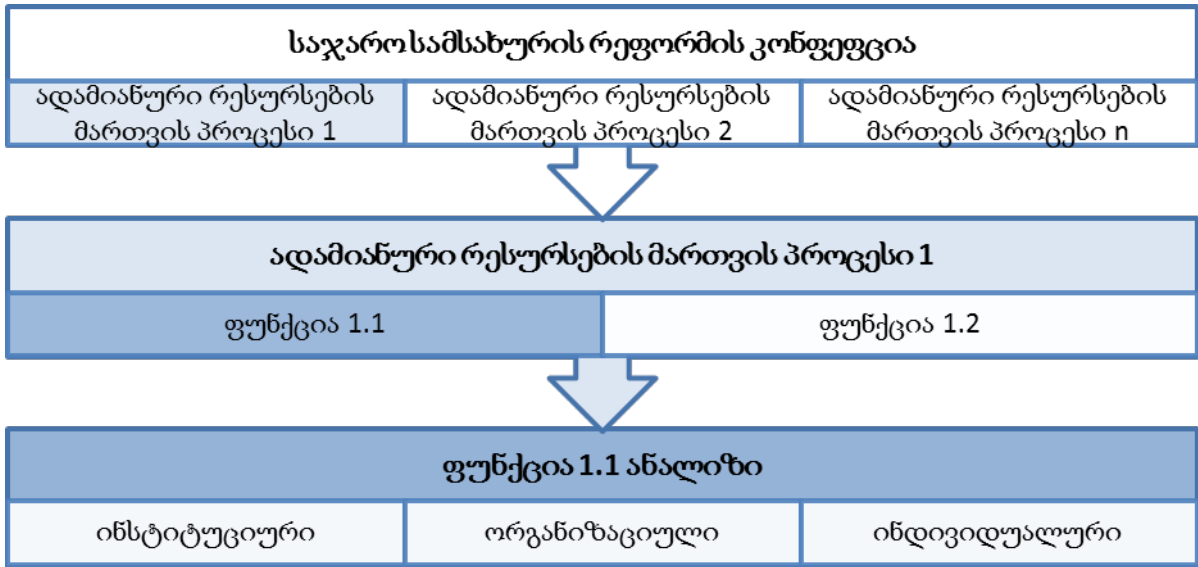 საჯარო სამსახურის რეფორმის კონფეფცია
ადამიანური რესურსების
მართვის პროცესი 1
ადამიანური რესურსების
მართვის პროცესი 2
ადამიანური რესურსების
მართვის პროცესი n
ადამიანური რესურსების მართვის პროცესი 1
ფუნქცია 1.1
ფუნქცია 1.2
ფუნქცია 1.1 ანალიზი
ინსტიტუციური
ორგანიზაციული
ინდივიდუალური